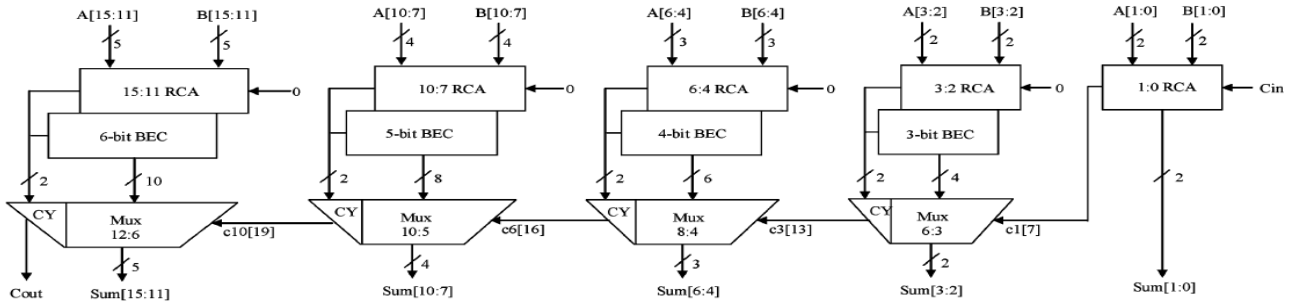 A[15:11] B[15:11] A[10:7] B[10:7] A[6:4] B[6:4] A[3:2] B[3:2] A[1:0] B[1:0]
5 5 4 4 3 3 2 2 2 2
15:11 RCA 0 10:7 RCA 0 6:4 RCA 0 3:2 RCA 0 1:0 RCA Cin
6-bit BEC 5-bit BEC 4-bit BEC 3-bit BEC
2 10 2 8 2 6 2 4 2
CY Mux CY Mux CY Mux CY Mux
12:6 c10[19] 10:5 c6[16] 8:4 c3[13] 6:3 c1[7]
5 4 3 2
Cout Sum[15:11] Sum[10:7] Sum[6:4] Sum[3:2] Sum[1:0]